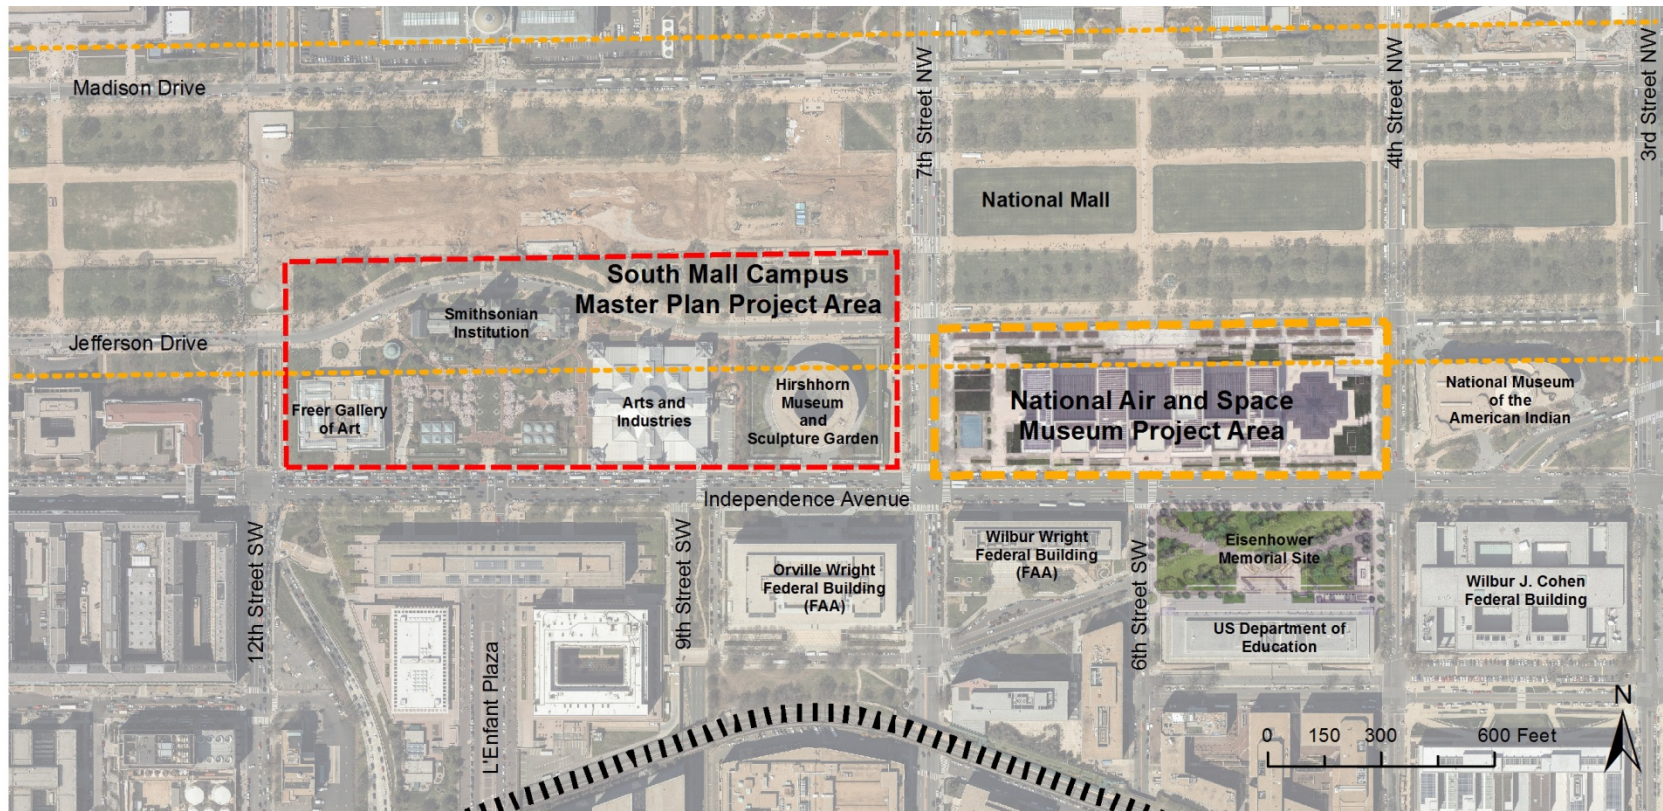 Madison Drive
7th Street NW
4th Street NW
3rd Street NW
National Mall
South Mall Campus
Master Plan Project Area
Smithsonian
Institution
Jefferson Drive
Freer Gallery
of Art
Arts and
Industries
Hirshhorn
Museum
and
Sculpture Garden
National Air and Space
Museum Project Area
National Museum
of the
American Indian
Independence Avenue
12th Street SW
L'Enfant Plaza
9th Street SW
Orville Wright
Federal Building
(FAA)
Wilbur Wright
Federal Building
(FAA)
6th Street SW
Eisenhower
Memorial Site
US Department of
Education
Wilbur J. Cohen
Federal Building
N
0 150 300 600 Feet